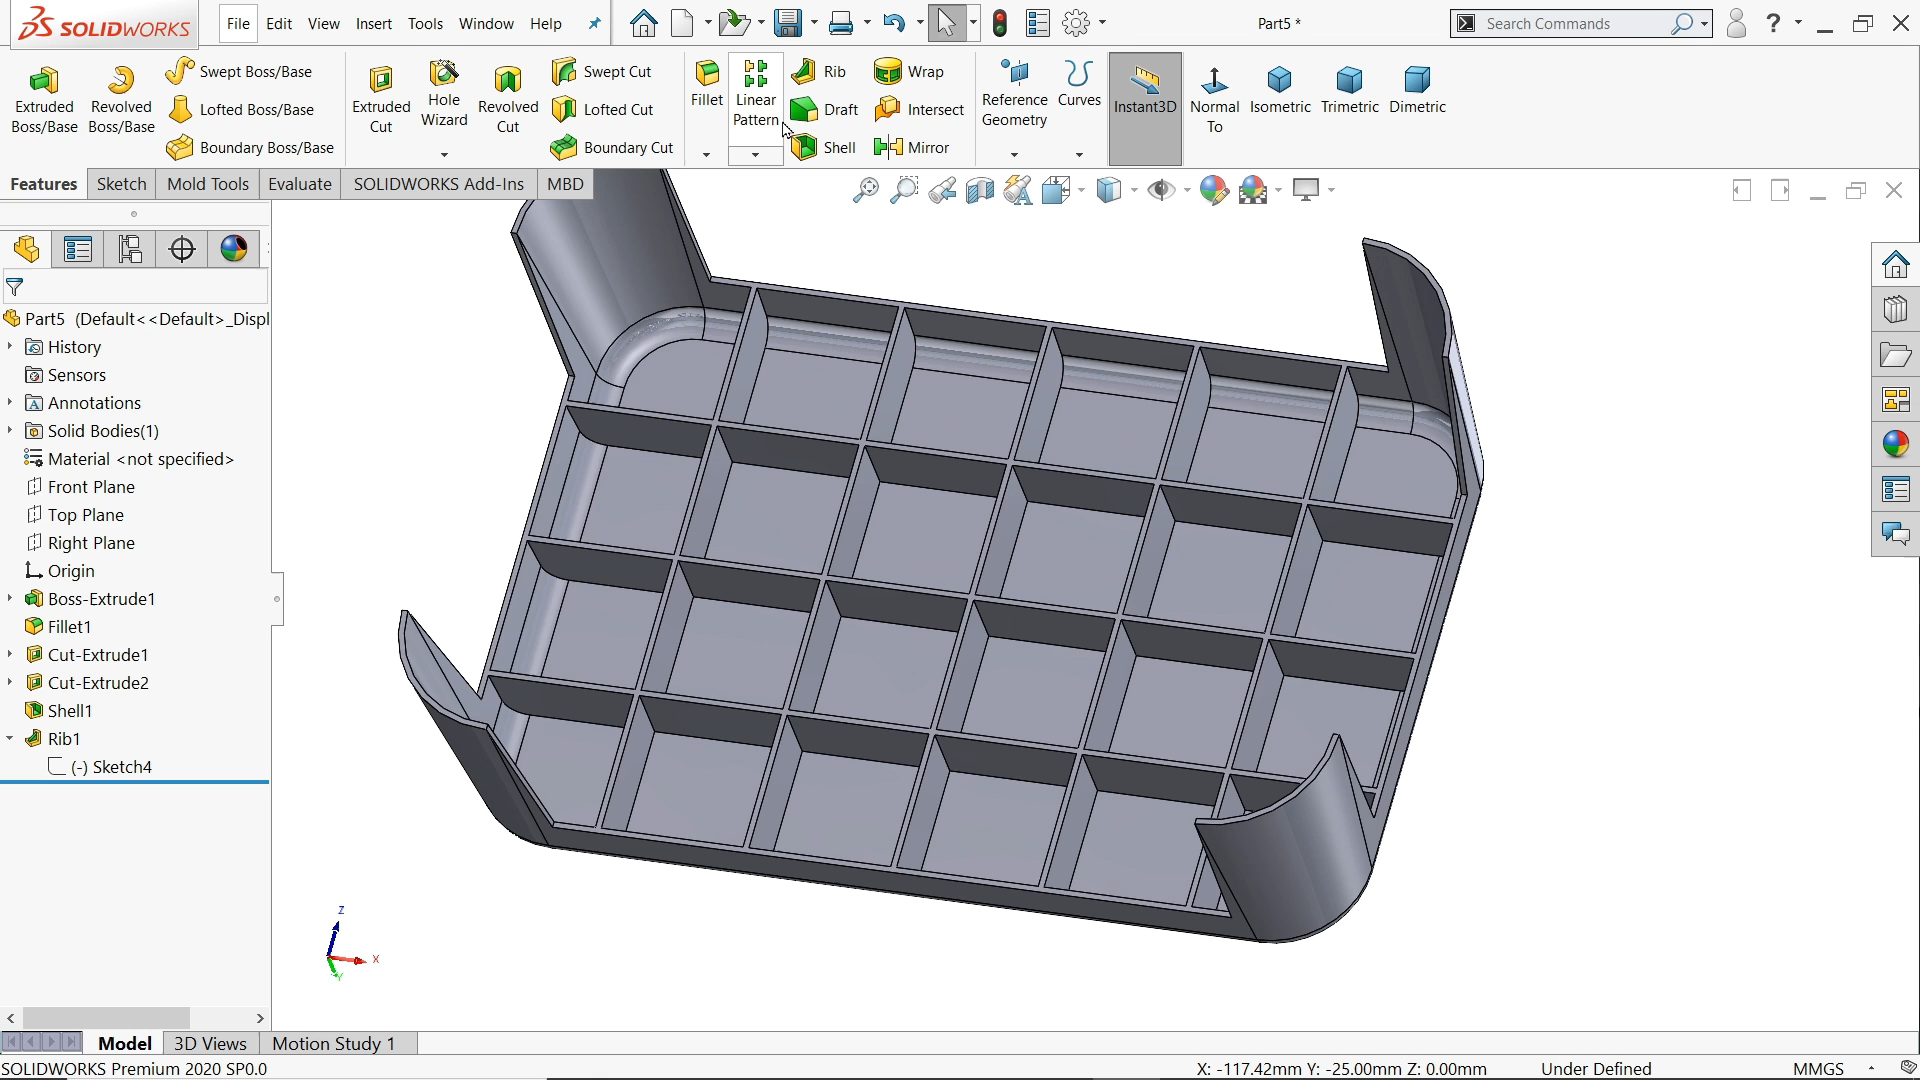 SOLIDWORKS File Edit View Insert Tools Window Help Part5 * Search Commands ?
Extruded Boss/Base
Revolved Boss/Base
Swept Boss/Base
Lofted Boss/Base
Boundary Boss/Base
Extruded Cut
Hole Wizard
Revolved Cut
Swept Cut
Lofted Cut
Boundary Cut
Fillet
Linear Pattern
Rib
Draft
Shell
Wrap
Intersect
Mirror
Reference Geometry
Curves
Instant3D
Normal To
Isometric
Trimetric
Dimetric
Features Sketch Mold Tools Evaluate SOLIDWORKS Add-Ins MBD
Part5 (Default<<Default>_Displ
History
Sensors
Annotations
Solid Bodies(1)
Material <not specified>
Front Plane
Top Plane
Right Plane
Origin
Boss-Extrude1
Fillet1
Cut-Extrude1
Cut-Extrude2
Shell1
Rib1
(-) Sketch4
Z
X
Y
Model 3D Views Motion Study 1
SOLIDWORKS Premium 2020 SP0.0 X: -117.42mm Y: -25.00mm Z: 0.00mm Under Defined MMGS